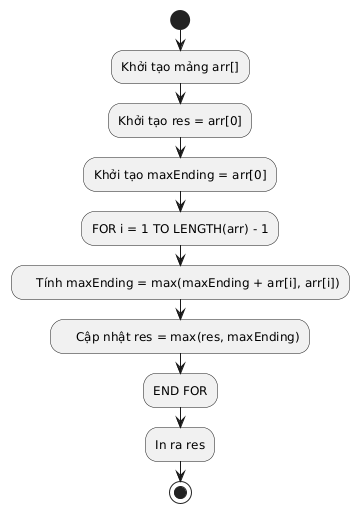 Khởi tạo mảng arr[]
Khởi tạo res = arr[0]
Khởi tạo maxEnding = arr[0]
FOR i = 1 TO LENGTH(arr) - 1
Tính maxEnding = max(maxEnding + arr[i], arr[i])
Cập nhật res = max(res, maxEnding)
END FOR
In ra res